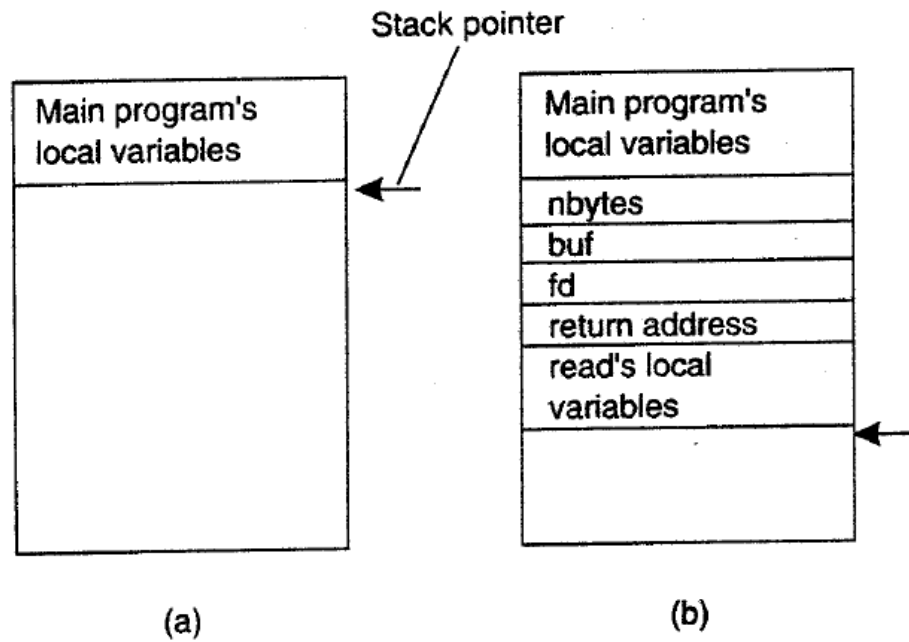 Stack pointer
Main program's
local variables
(a)
Main program's
local variables
nbytes
buf
fd
return address
read's local
variables
(b)